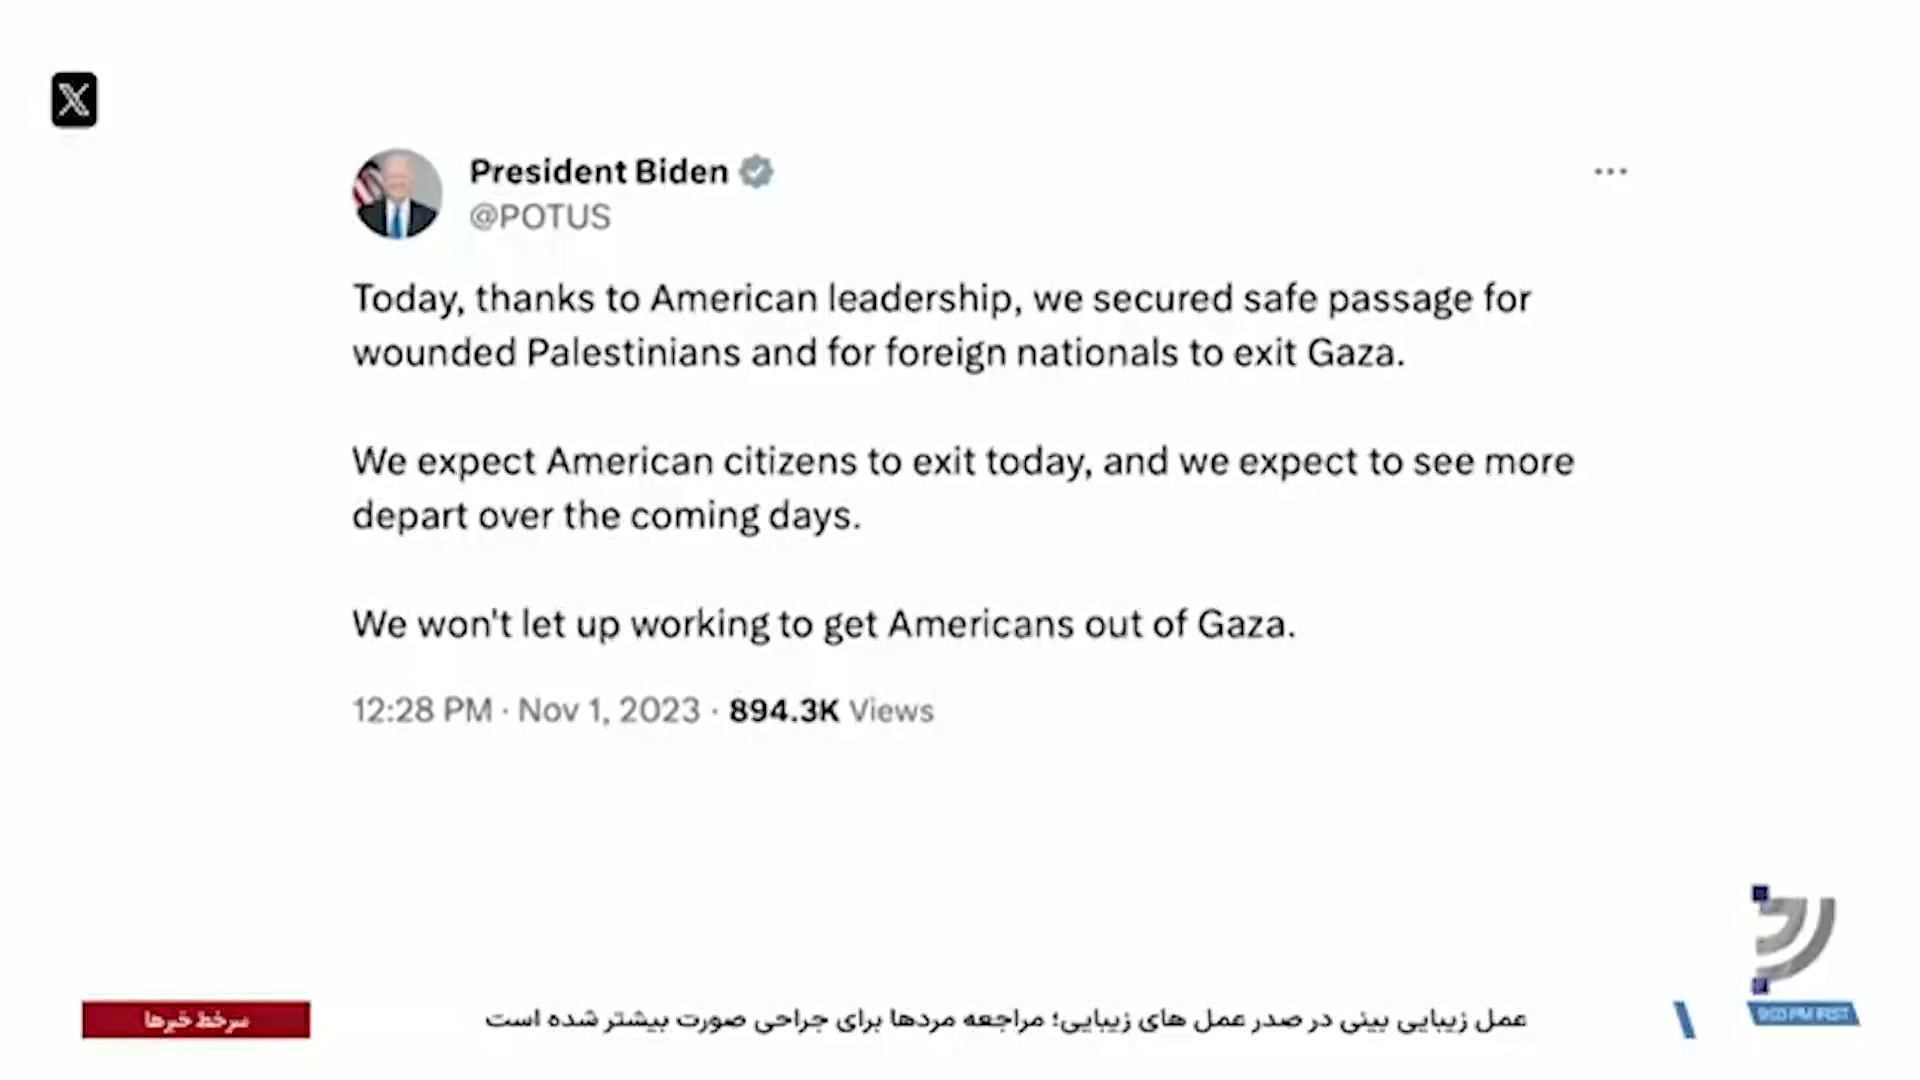 President Biden
@POTUS
Today, thanks to American leadership, we secured safe passage for
wounded Palestinians and for foreign nationals to exit Gaza.
We expect American citizens to exit today, and we expect to see more
depart over the coming days.
We won't let up working to get Americans out of Gaza.
12:28 PM · Nov 1, 2023 · 894.3K Views
سرخط خبرها
عمل زیبایی بینی در صدر عمل های زیبایی؛ مراجعه مردها برای جراحی صورت بیشتر شده است
9:00 PM IRST